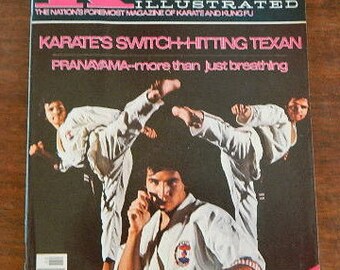 K ILLUSTRATED
THE NATION'S FOREMOST MAGAZINE OF KARATE AND KUNG FU
KARATE'S SWITCH-HITTING TEXAN
PRANAYAMA--more than just breathing